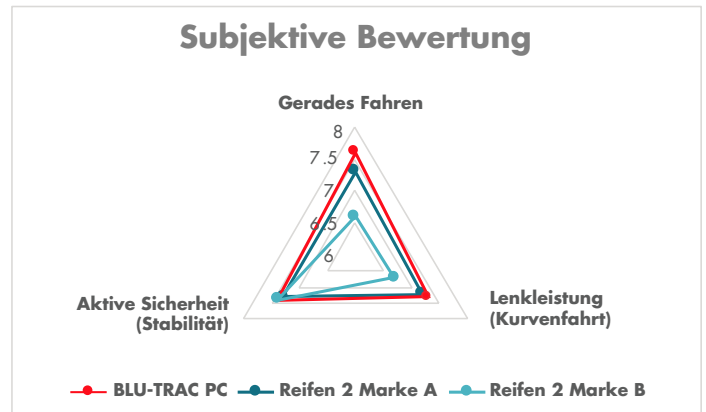 Subjektive Bewertung
Gerades Fahren
8
7.5
7
6.5
6
Aktive Sicherheit
(Stabilität)
Lenkleistung
(Kurvenfahrt)
BLU-TRAC PC Reifen 2 Marke A Reifen 2 Marke B